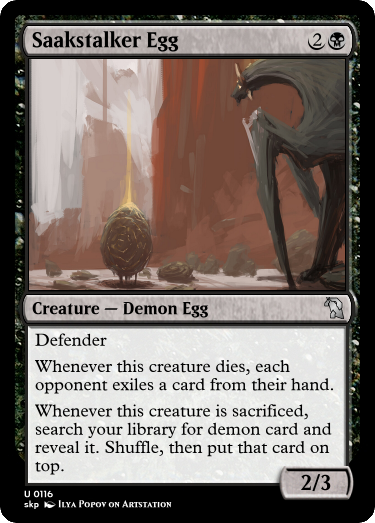 Saakstalker Egg 2
Creature — Demon Egg
Defender
Whenever this creature dies, each
opponent exiles a card from their hand.
Whenever this creature is sacrificed,
search your library for demon card and
reveal it. Shuffle, then put that card on
top.
2/3
U 0116
skp Ilya Popov on Artstation